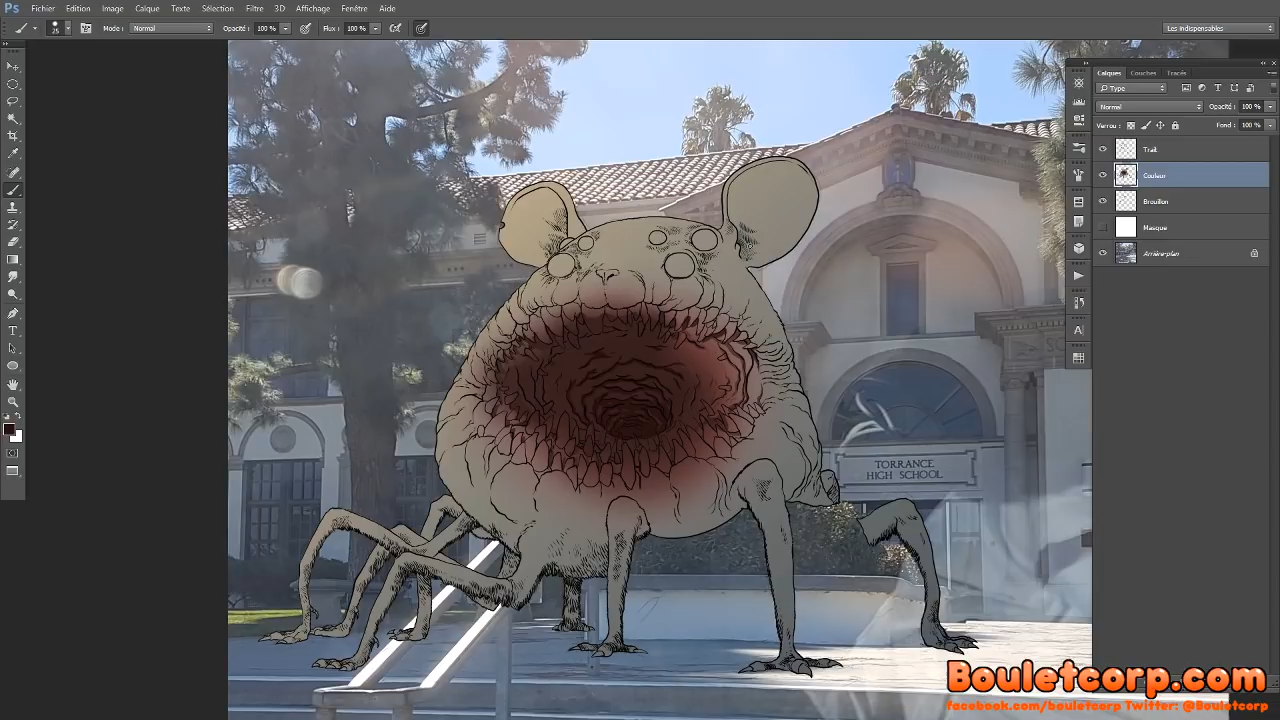 Ps Fichier Edition Image Calque Texte Sélection Filtre 3D Affichage Fenêtre Aide
25 Mode : Normal Opacité : 100 % Flux : 100 % Les indispensables
Calques Couches Tracés
Type
Normal Opacité : 100 %
Verrou : Fond : 100 %
Trait
Couleur
Brouillon
Masque
Arrière-plan
TORRANCE
HIGH SCHOOL
Bouletcorp.com
facebook.com/bouletcorp Twitter: @Bouletcorp